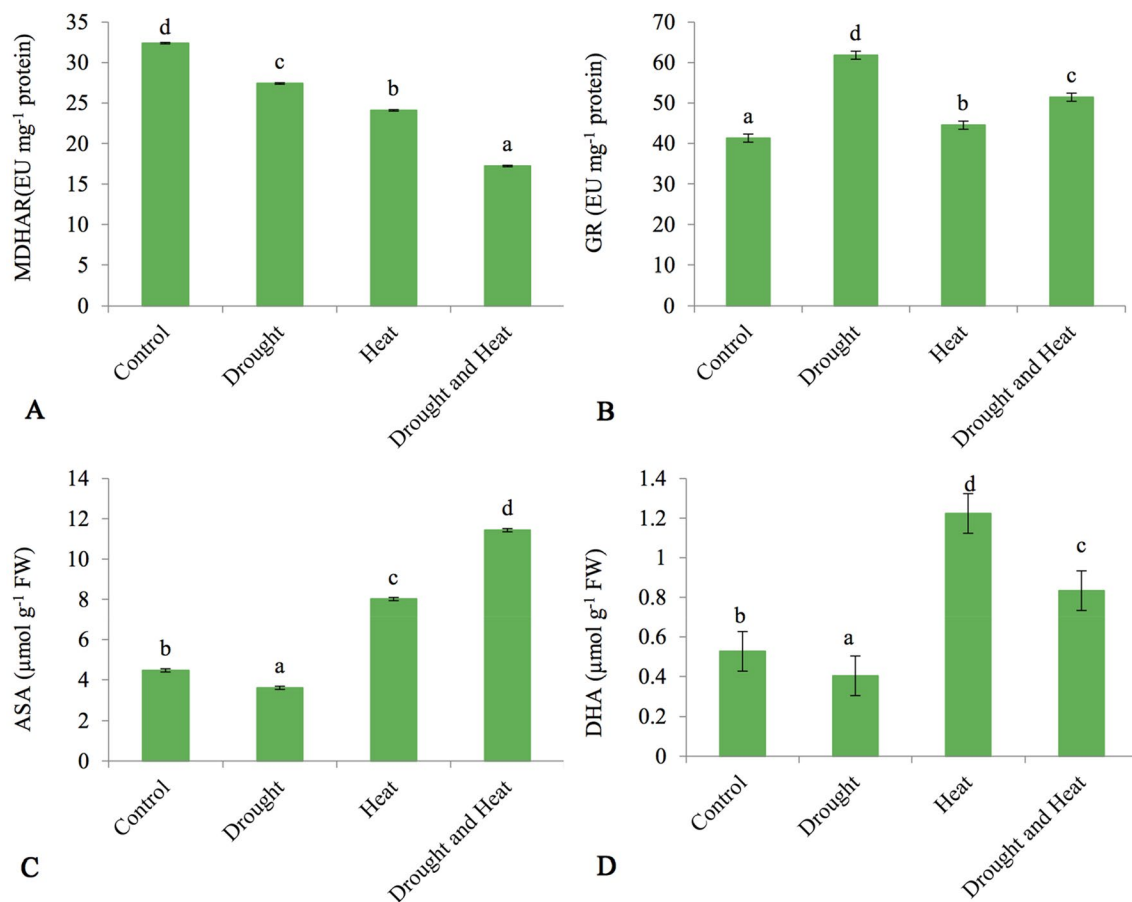 MDHAR(EU mg⁻¹ protein)
35
30
25
20
15
10
5
0
d
c
b
a
Control
Drought
Heat
Drought and Heat
A
GR (EU mg⁻¹ protein)
70
60
50
40
30
20
10
0
a
d
b
c
Control
Drought
Heat
Drought and Heat
B
ASA (µmol g⁻¹ FW)
14
12
10
8
6
4
2
0
b
a
c
d
Control
Drought
Heat
Drought and Heat
C
DHA (µmol g⁻¹ FW)
1.4
1.2
1
0.8
0.6
0.4
0.2
0
b
a
d
c
Control
Drought
Heat
Drought and Heat
D